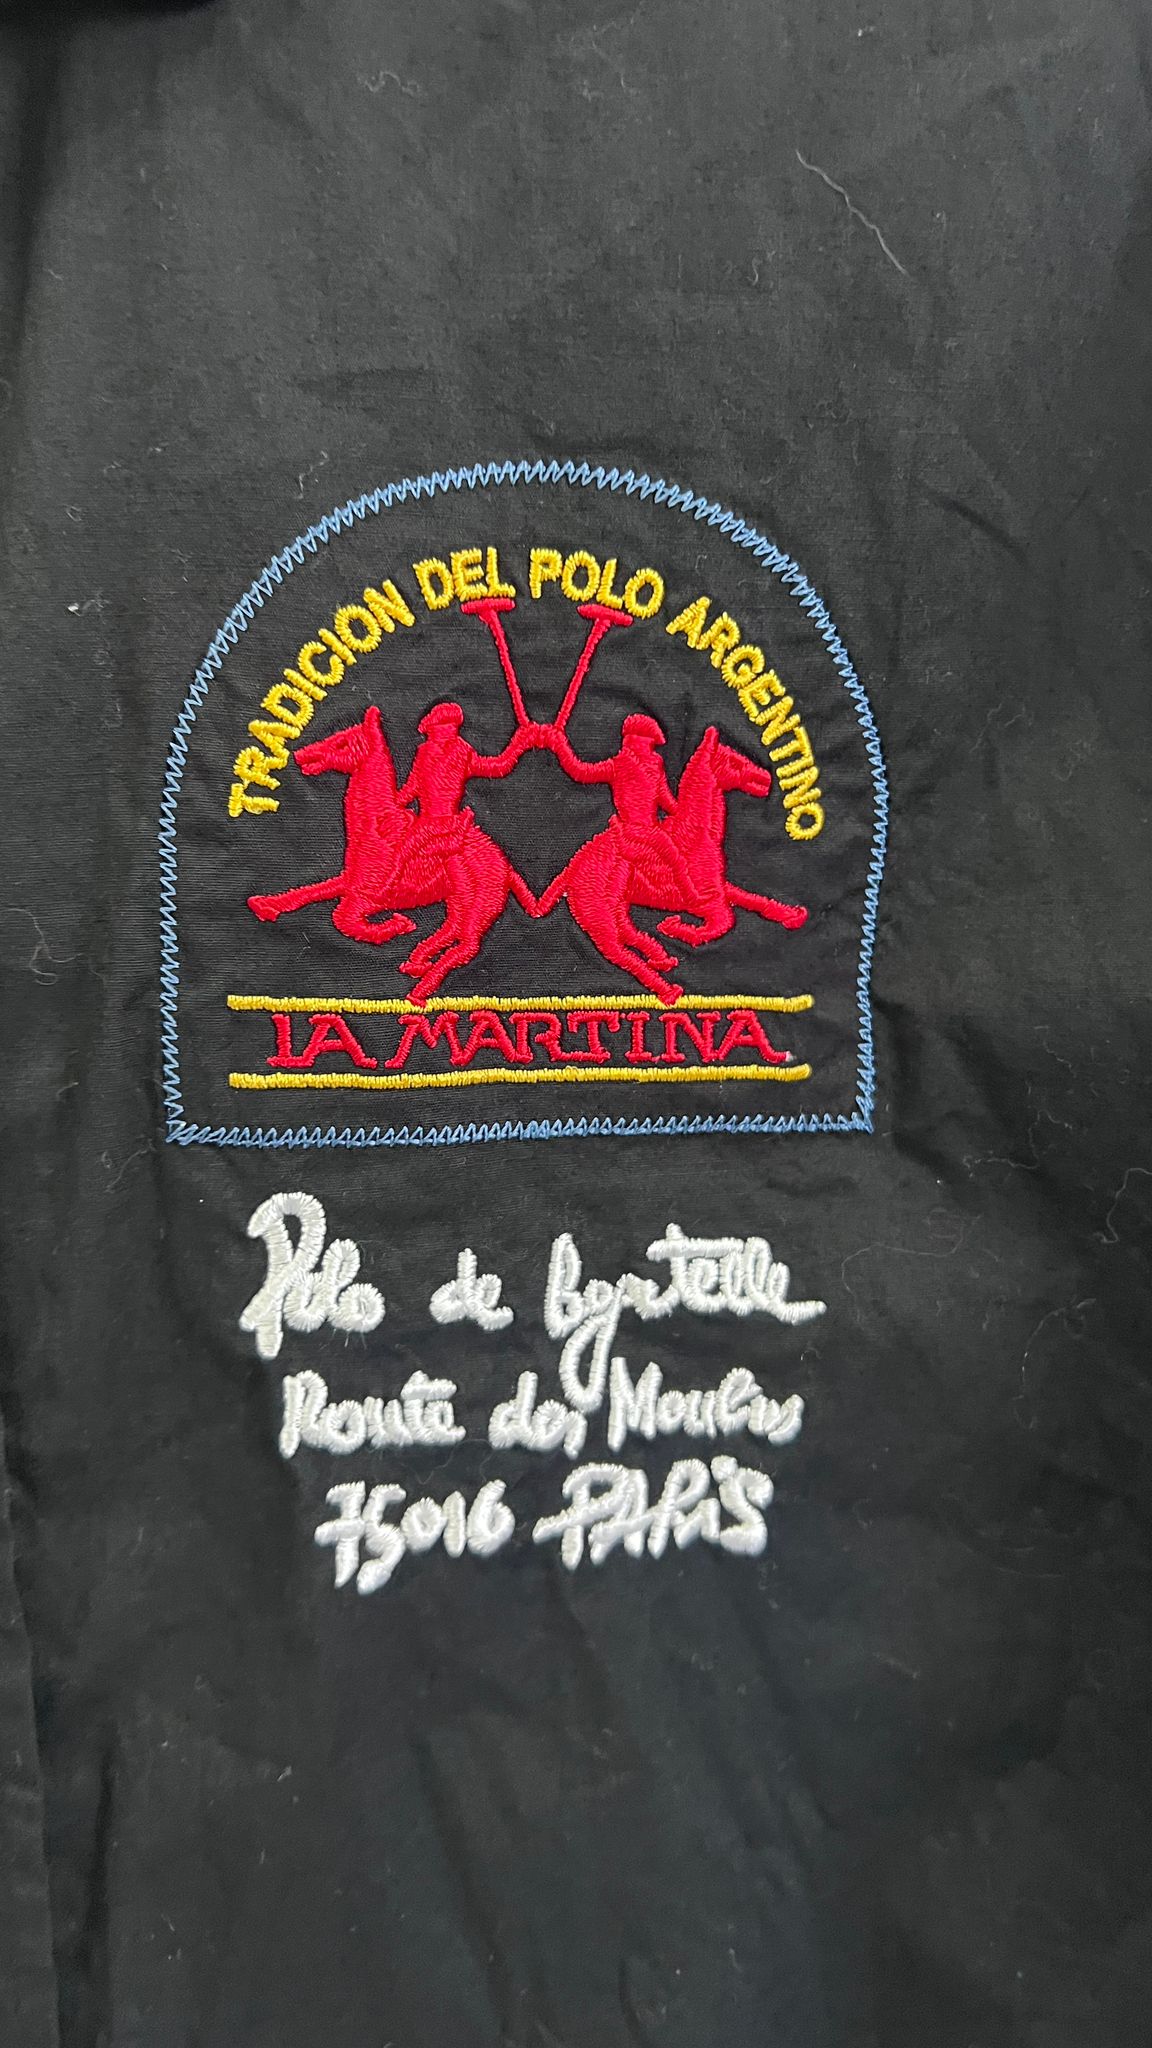 TRADICION DEL POLO ARGENTINO
LA MARTINA
Polo de Bagatelle
Route des Moulins
75016 PARIS